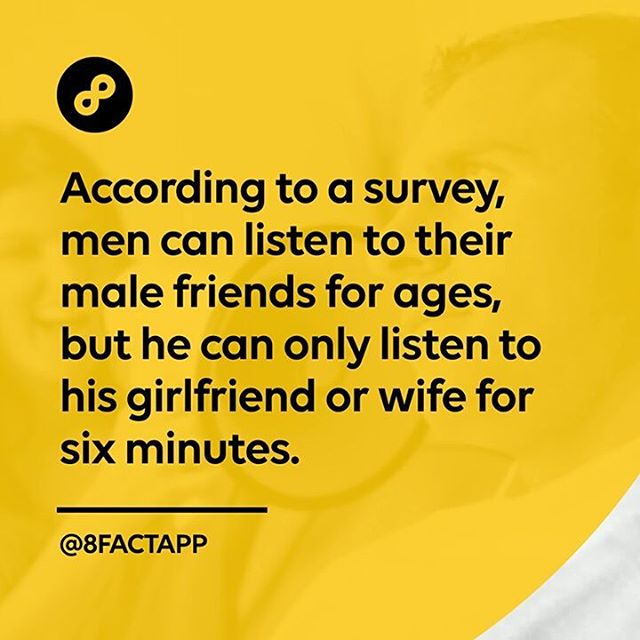 According to a survey,
men can listen to their
male friends for ages,
but he can only listen to
his girlfriend or wife for
six minutes.
@8FACTAPP